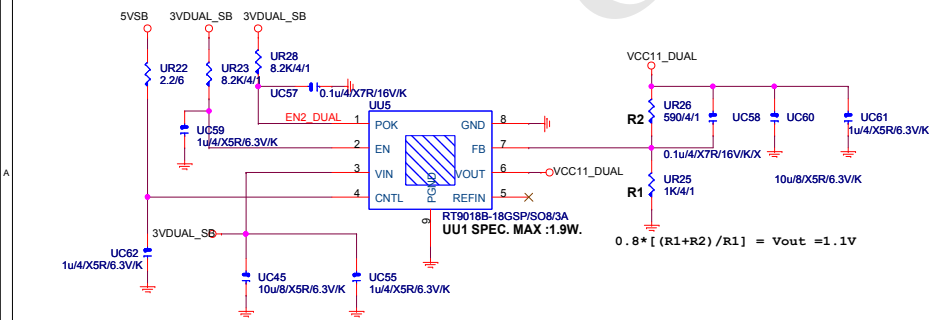 5VSB 3VDUAL_SB 3VDUAL_SB
UR22
2.2/6
UR23
8.2K/4/1
UR28
8.2K/4/1
UC57
0.1u/4/X7R/16V/K
UC59
1u/4/X5R/6.3V/K
EN2_DUAL
UU5
1 POK
2 EN
3 VIN
4 CNTL
GND 8
FB 7
VOUT 6
REFIN 5
PGND
9
VCC11_DUAL
RT9018B-18GSP/SO8/3A
UU1 SPEC. MAX :1.9W.
3VDUAL_SB
UC62
1u/4/X5R/6.3V/K
UC45
10u/8/X5R/6.3V/K
UC55
1u/4/X5R/6.3V/K
VCC11_DUAL
R2
UR26
590/4/1
UC58
0.1u/4/X7R/16V/K/X
UC60
10u/8/X5R/6.3V/K
UC61
1u/4/X5R/6.3V/K
R1
UR25
1K/4/1
0.8*[(R1+R2)/R1] = Vout =1.1V
A